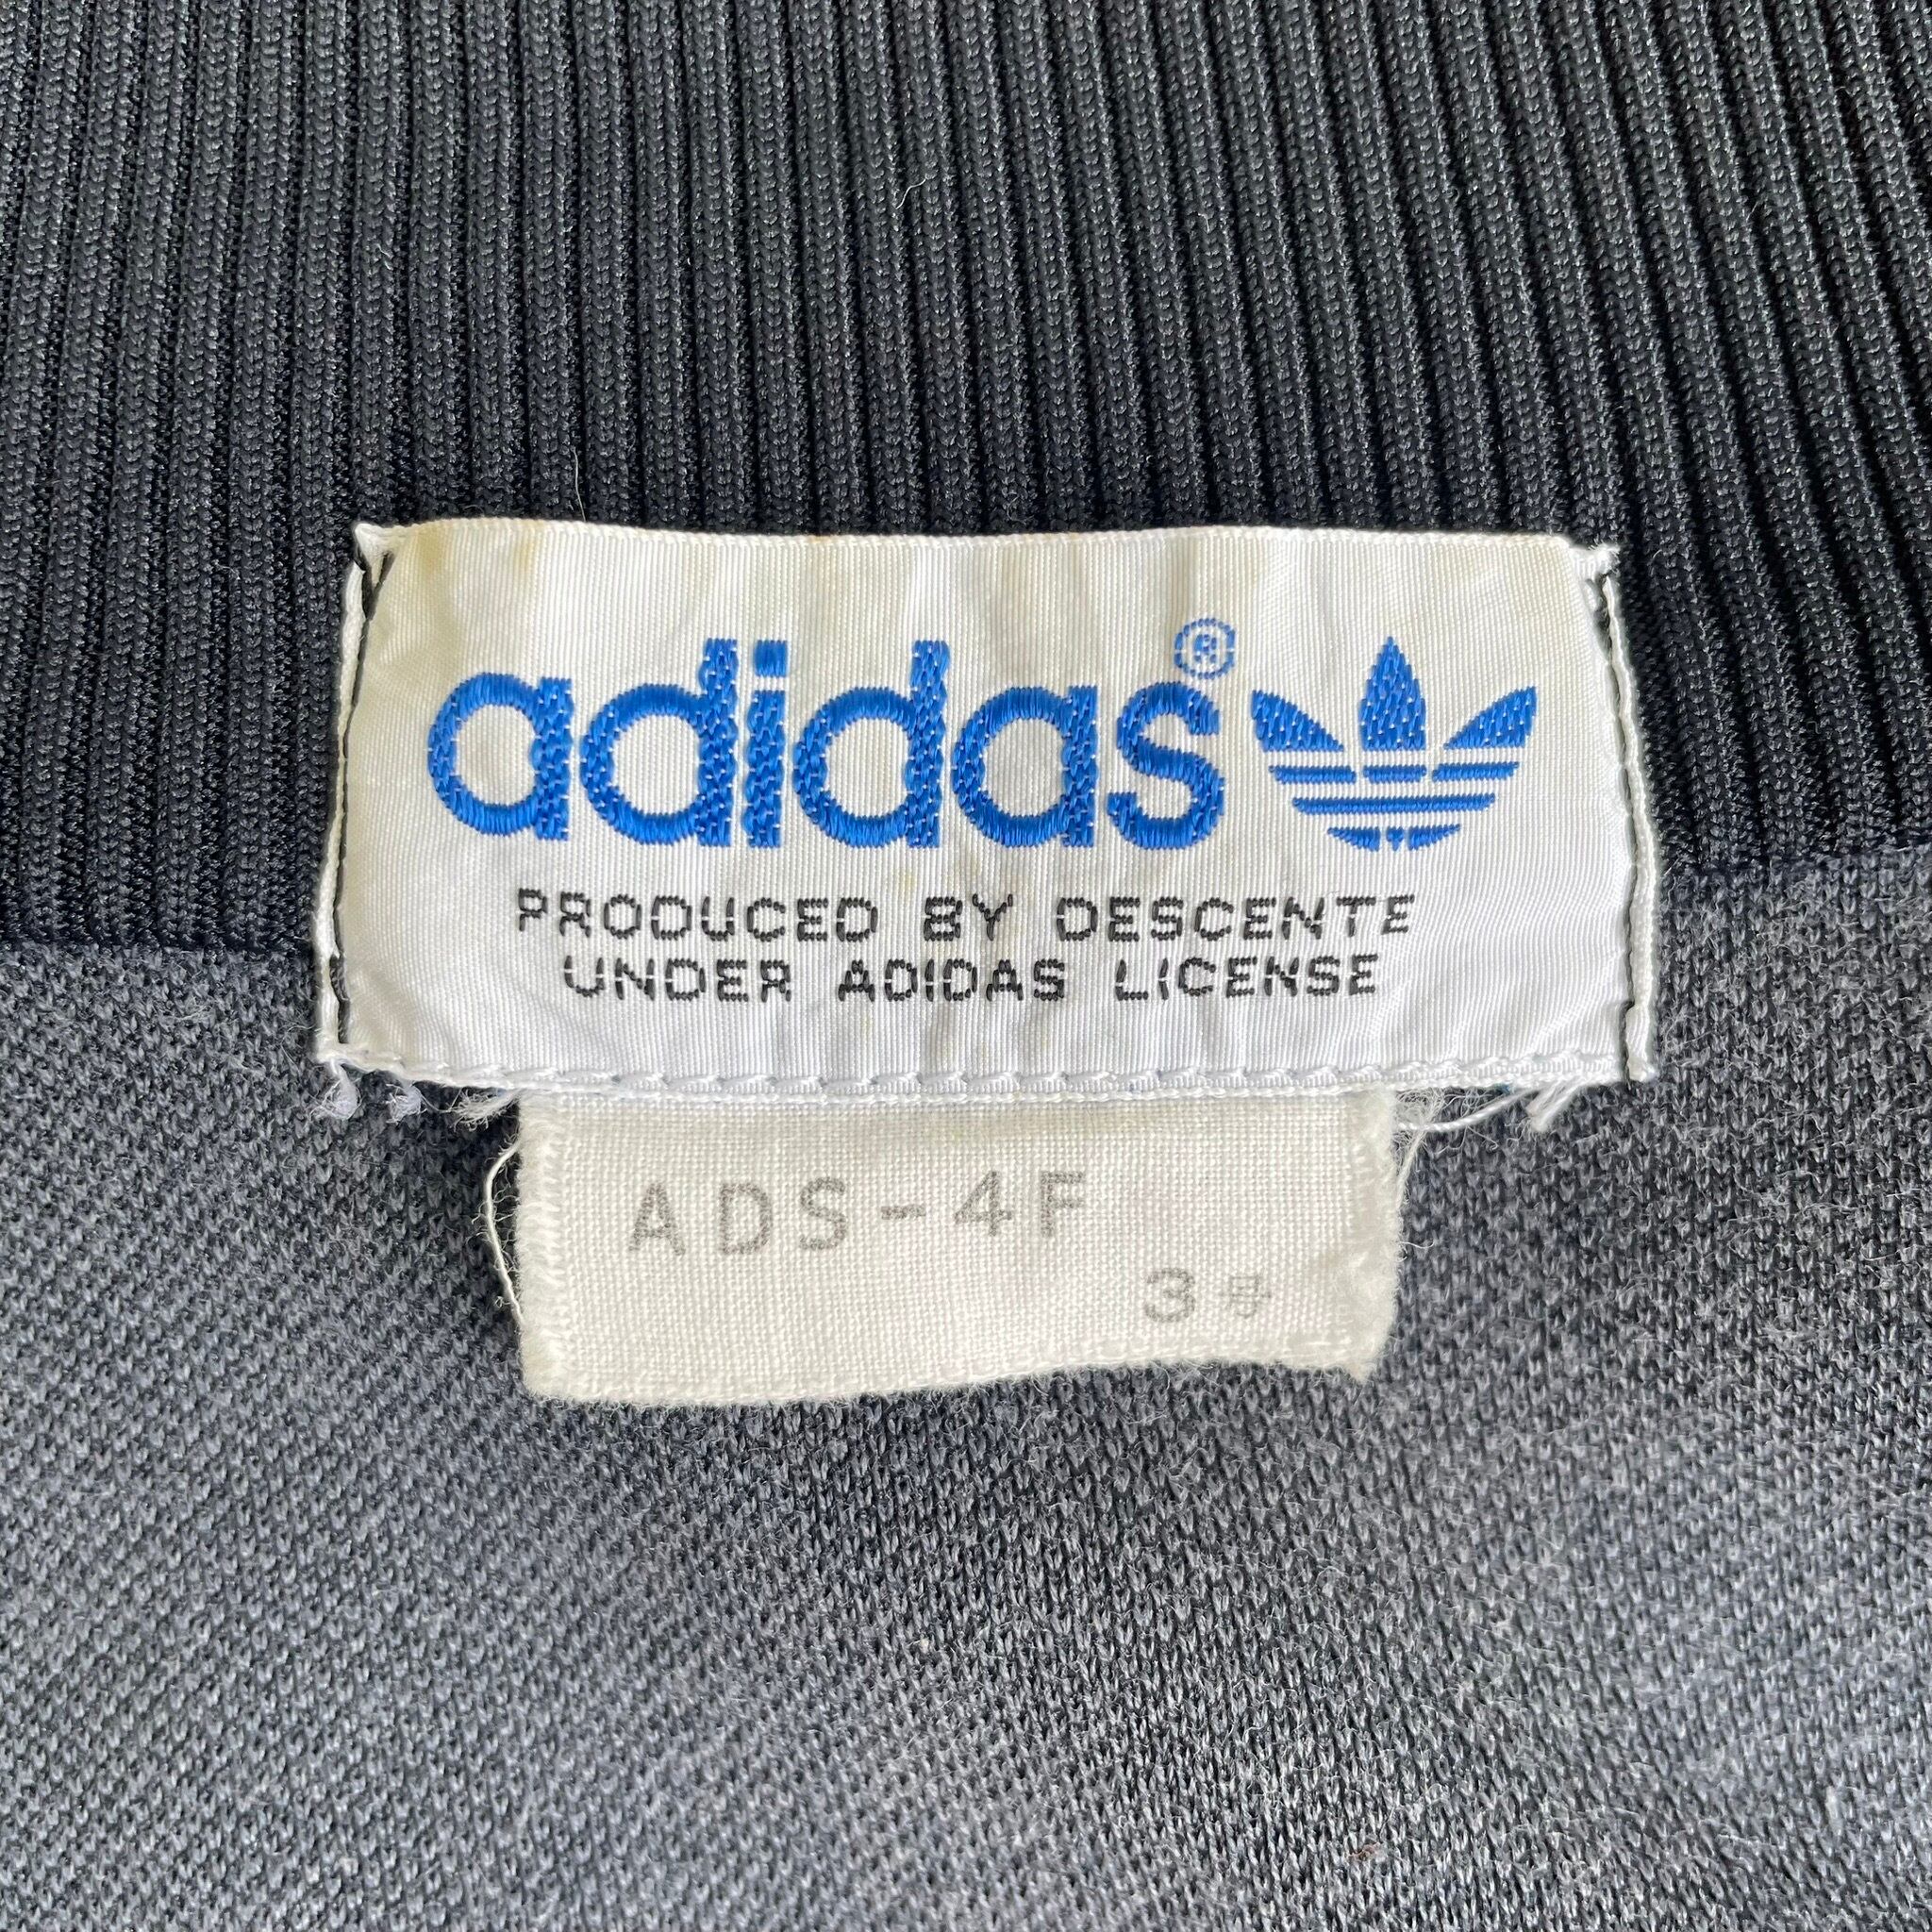 adidas®
PRODUCED BY DESCENTE
UNDER ADIDAS LICENSE
ADS-4F
3号